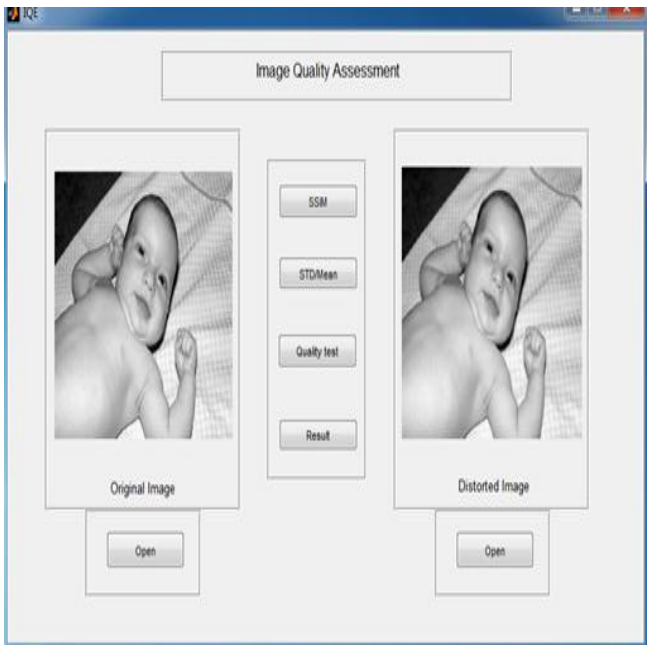 IQE
Image Quality Assessment
SSIM
STD/Mean
Quality test
Result
Original Image
Distorted Image
Open
Open